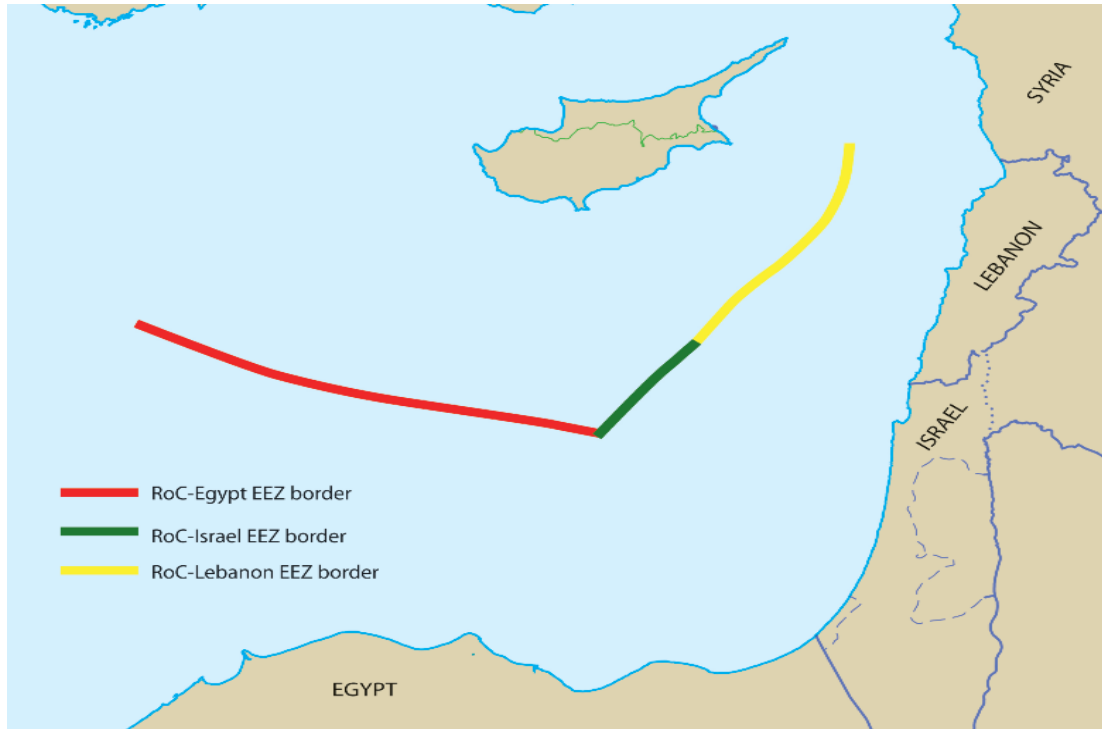 SYRIA
LEBANON
ISRAEL
RoC-Egypt EEZ border
RoC-Israel EEZ border
RoC-Lebanon EEZ border
EGYPT